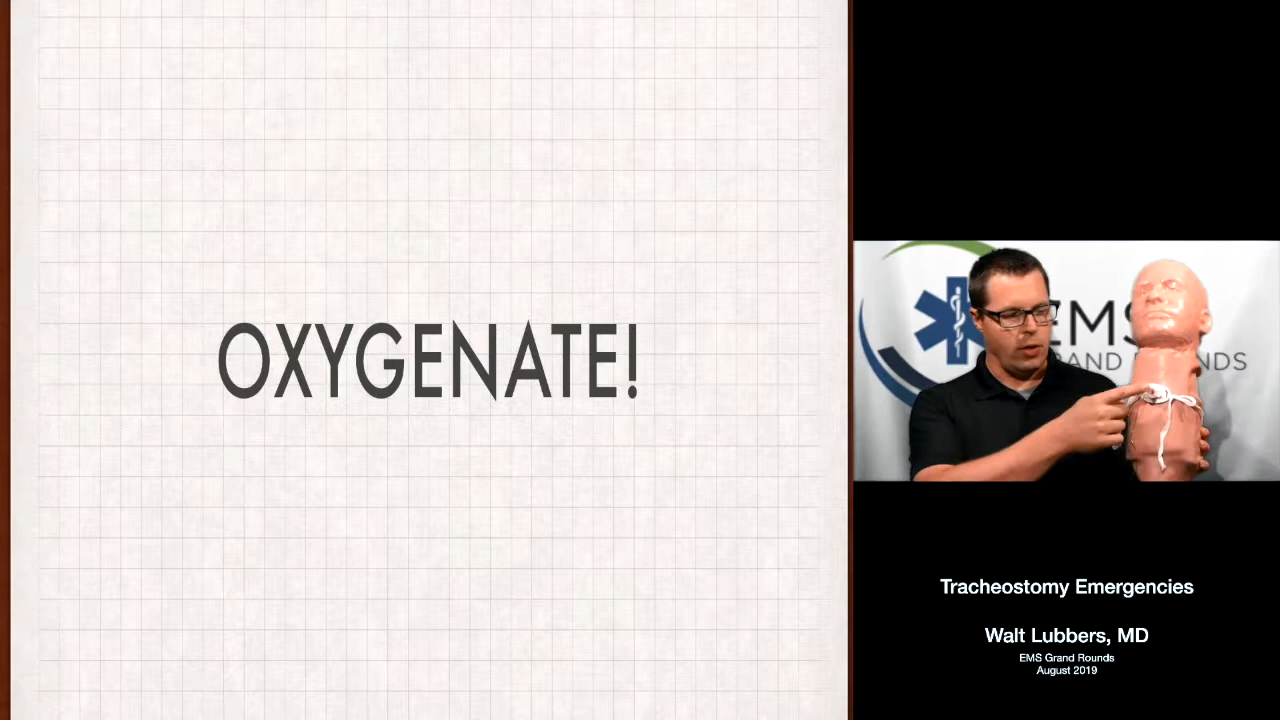 OXYGENATE!
EMS
GRAND ROUNDS
Tracheostomy Emergencies
Walt Lubbers, MD
EMS Grand Rounds
August 2019